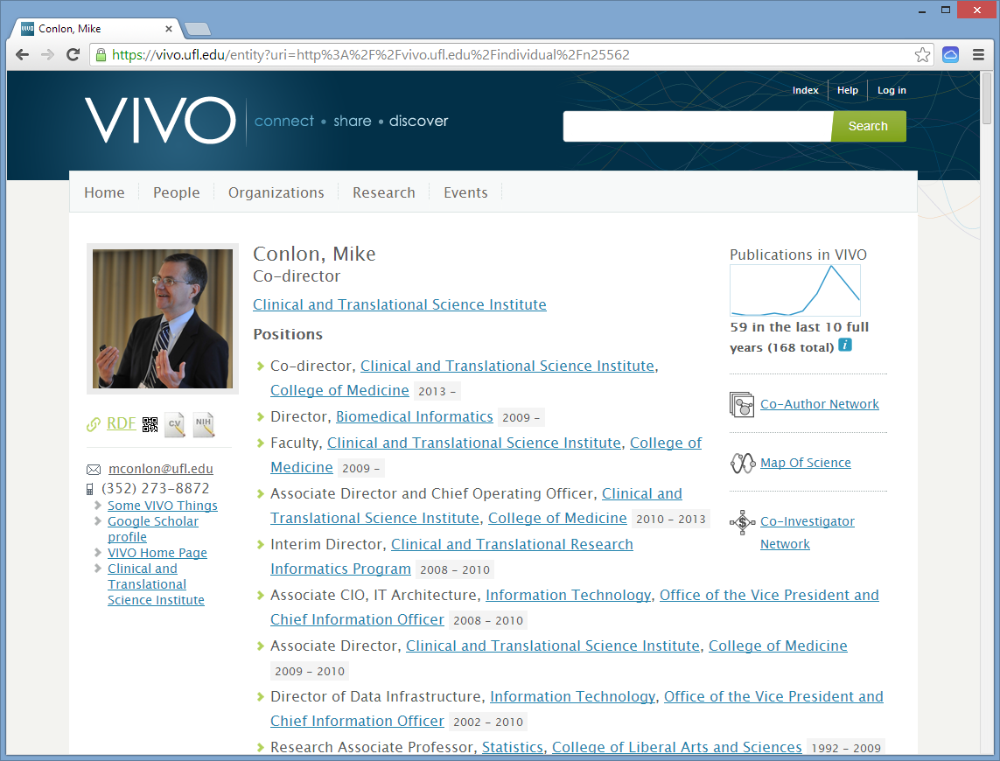 Conlon, Mike
https://vivo.ufl.edu/entity?uri=http%3A%2F%2Fvivo.ufl.edu%2Findividual%2Fn25562
Index Help Log in
VIVO connect • share • discover
Search
Home People Organizations Research Events
Conlon, Mike
Co-director
Clinical and Translational Science Institute
Positions
Co-director, Clinical and Translational Science Institute,
College of Medicine 2013 -
Director, Biomedical Informatics 2009 -
Faculty, Clinical and Translational Science Institute, College of
Medicine 2009 -
Associate Director and Chief Operating Officer, Clinical and
Translational Science Institute, College of Medicine 2010 - 2013
Interim Director, Clinical and Translational Research
Informatics Program 2008 - 2010
Associate CIO, IT Architecture, Information Technology, Office of the Vice President and
Chief Information Officer 2008 - 2010
Associate Director, Clinical and Translational Science Institute, College of Medicine
2009 - 2010
Director of Data Infrastructure, Information Technology, Office of the Vice President and
Chief Information Officer 2002 - 2010
Research Associate Professor, Statistics, College of Liberal Arts and Sciences 1992 - 2009
RDF CV NIH
mconlon@ufl.edu
(352) 273-8872
Some VIVO Things
Google Scholar
profile
VIVO Home Page
Clinical and
Translational
Science Institute
Publications in VIVO
59 in the last 10 full
years (168 total) i
Co-Author Network
Map Of Science
Co-Investigator
Network